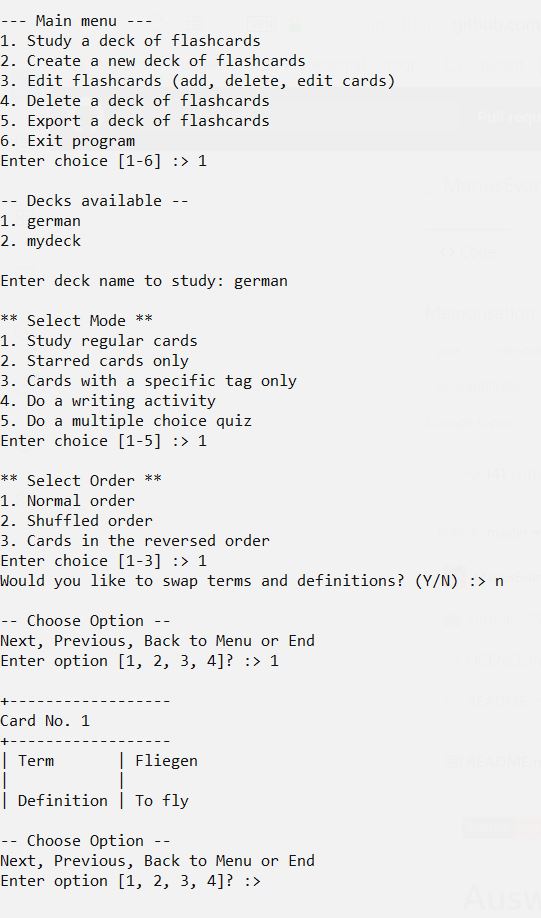 --- Main menu ---
1. Study a deck of flashcards
2. Create a new deck of flashcards
3. Edit flashcards (add, delete, edit cards)
4. Delete a deck of flashcards
5. Export a deck of flashcards
6. Exit program
Enter choice [1-6] :> 1

-- Decks available --
1. german
2. mydeck

Enter deck name to study: german

** Select Mode **
1. Study regular cards
2. Starred cards only
3. Cards with a specific tag only
4. Do a writing activity
5. Do a multiple choice quiz
Enter choice [1-5] :> 1

** Select Order **
1. Normal order
2. Shuffled order
3. Cards in the reversed order
Enter choice [1-3] :> 1
Would you like to swap terms and definitions? (Y/N) :> n

-- Choose Option --
Next, Previous, Back to Menu or End
Enter option [1, 2, 3, 4]? :> 1

+------------------
Card No. 1
+------------------
| Term       | Fliegen
|            |
| Definition | To fly

-- Choose Option --
Next, Previous, Back to Menu or End
Enter option [1, 2, 3, 4]? :>